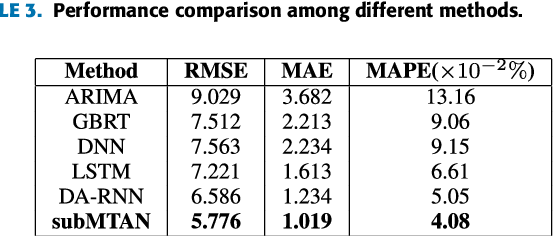 LE 3. Performance comparison among different methods.
Method RMSE MAE MAPE(×10⁻²%)
ARIMA 9.029 3.682 13.16
GBRT 7.512 2.213 9.06
DNN 7.563 2.234 9.15
LSTM 7.221 1.613 6.61
DA-RNN 6.586 1.234 5.05
subMTAN 5.776 1.019 4.08